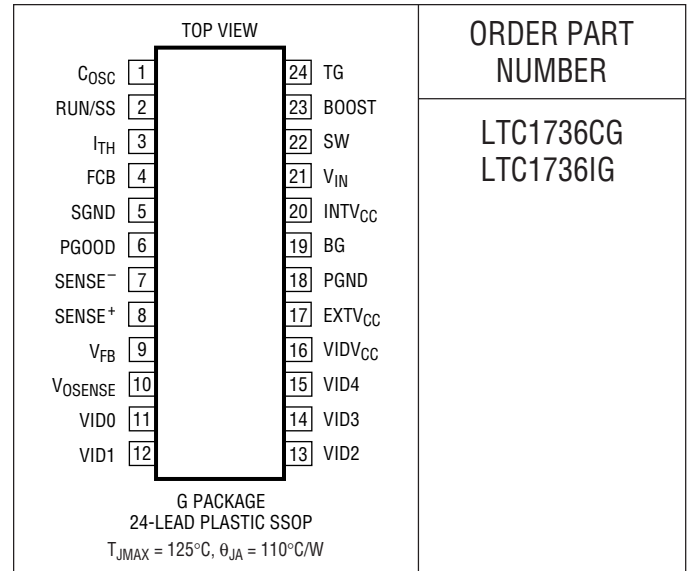 TOP VIEW
COSC 1
RUN/SS 2
ITH 3
FCB 4
SGND 5
PGOOD 6
SENSE− 7
SENSE+ 8
VFB 9
VOSENSE 10
VID0 11
VID1 12
24 TG
23 BOOST
22 SW
21 VIN
20 INTVCC
19 BG
18 PGND
17 EXTVCC
16 VIDVCC
15 VID4
14 VID3
13 VID2
G PACKAGE
24-LEAD PLASTIC SSOP
TJMAX = 125°C, θJA = 110°C/W
ORDER PART
NUMBER
LTC1736CG
LTC1736IG